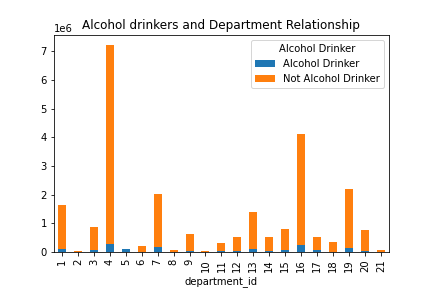 Alcohol drinkers and Department Relationship
1e6
Alcohol Drinker
Alcohol Drinker
Not Alcohol Drinker
7
6
5
4
3
2
1
0
1 2 3 4 5 6 7 8 9 10 11 12 13 14 15 16 17 18 19 20 21
department_id